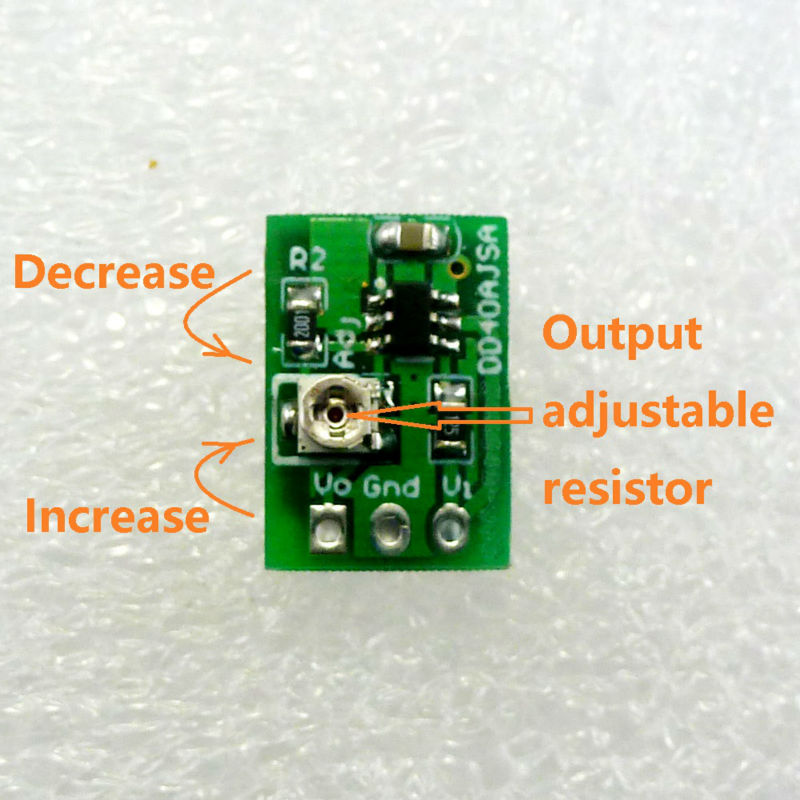 Decrease
R2
2001
Adj
DD40AJSA
Output
adjustable
resistor
Increase
Vo Gnd Vi